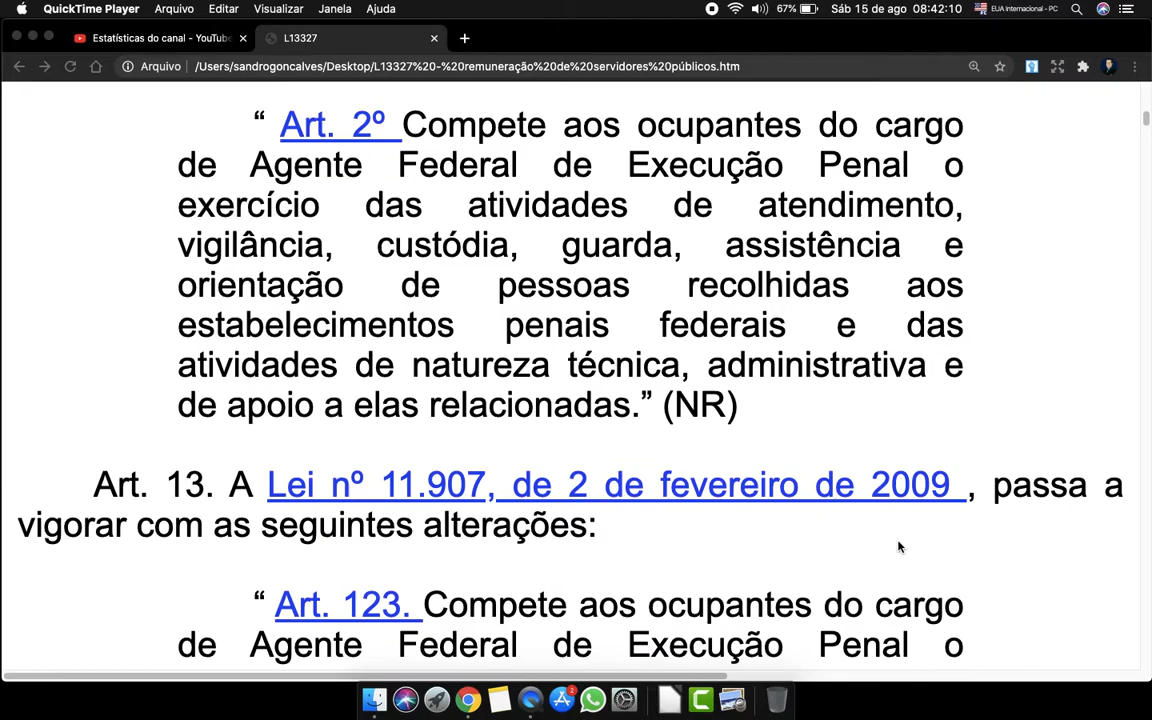 QuickTime Player Arquivo Editar Visualizar Janela Ajuda 67% Sáb 15 de ago 08:42:10 EUA Internacional - PC
Estatísticas do canal - YouTube L13327
Arquivo /Users/sandrogoncalves/Desktop/L13327%20-%20remuneração%20de%20servidores%20públicos.htm
“ Art. 2º Compete aos ocupantes do cargo
de Agente Federal de Execução Penal o
exercício das atividades de atendimento,
vigilância, custódia, guarda, assistência e
orientação de pessoas recolhidas aos
estabelecimentos penais federais e das
atividades de natureza técnica, administrativa e
de apoio a elas relacionadas.” (NR)
Art. 13. A Lei nº 11.907, de 2 de fevereiro de 2009 , passa a
vigorar com as seguintes alterações:
“ Art. 123. Compete aos ocupantes do cargo
de Agente Federal de Execução Penal o
2